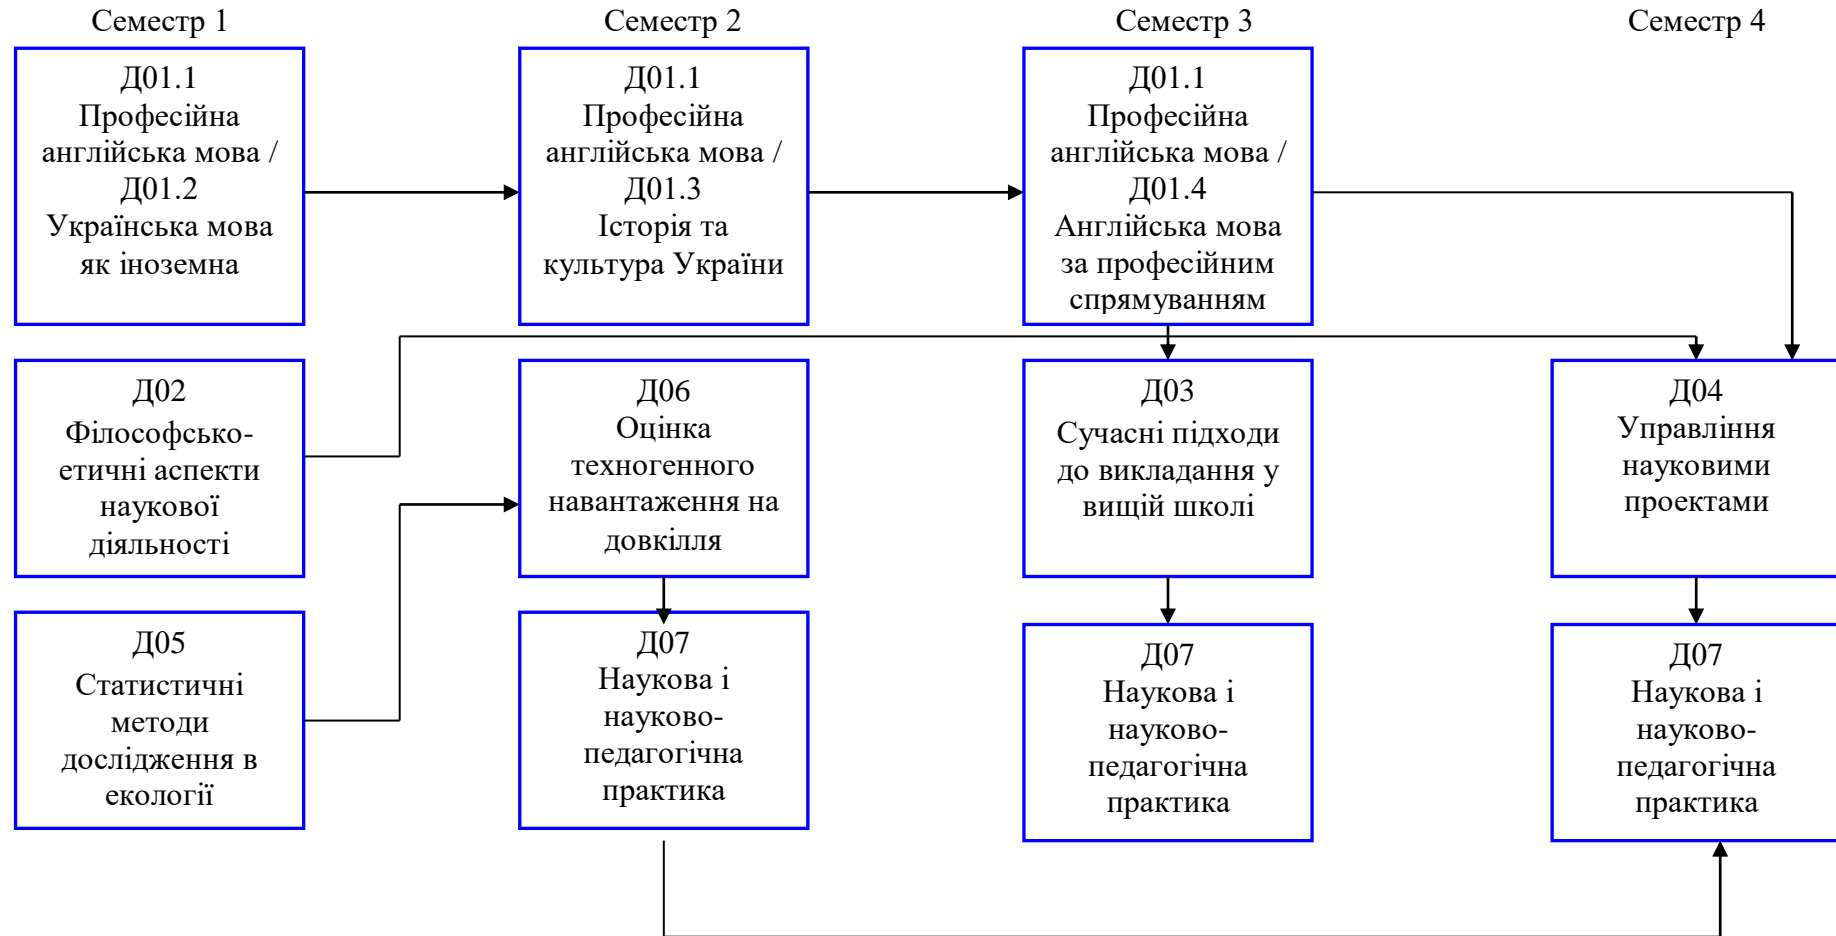 Семестр 1
Семестр 2
Семестр 3
Семестр 4
Д01.1
Професійна
англійська мова /
Д01.2
Українська мова
як іноземна
Д01.1
Професійна
англійська мова /
Д01.3
Історія та
культура України
Д01.1
Професійна
англійська мова /
Д01.4
Англійська мова
за професійним
спрямуванням
Д02
Філософсько-
етичні аспекти
наукової
діяльності
Д06
Оцінка
техногенного
навантаження на
довкілля
Д03
Сучасні підходи
до викладання у
вищій школі
Д04
Управління
науковими
проектами
Д05
Статистичні
методи
дослідження в
екології
Д07
Наукова і
науково-
педагогічна
практика
Д07
Наукова і
науково-
педагогічна
практика
Д07
Наукова і
науково-
педагогічна
практика